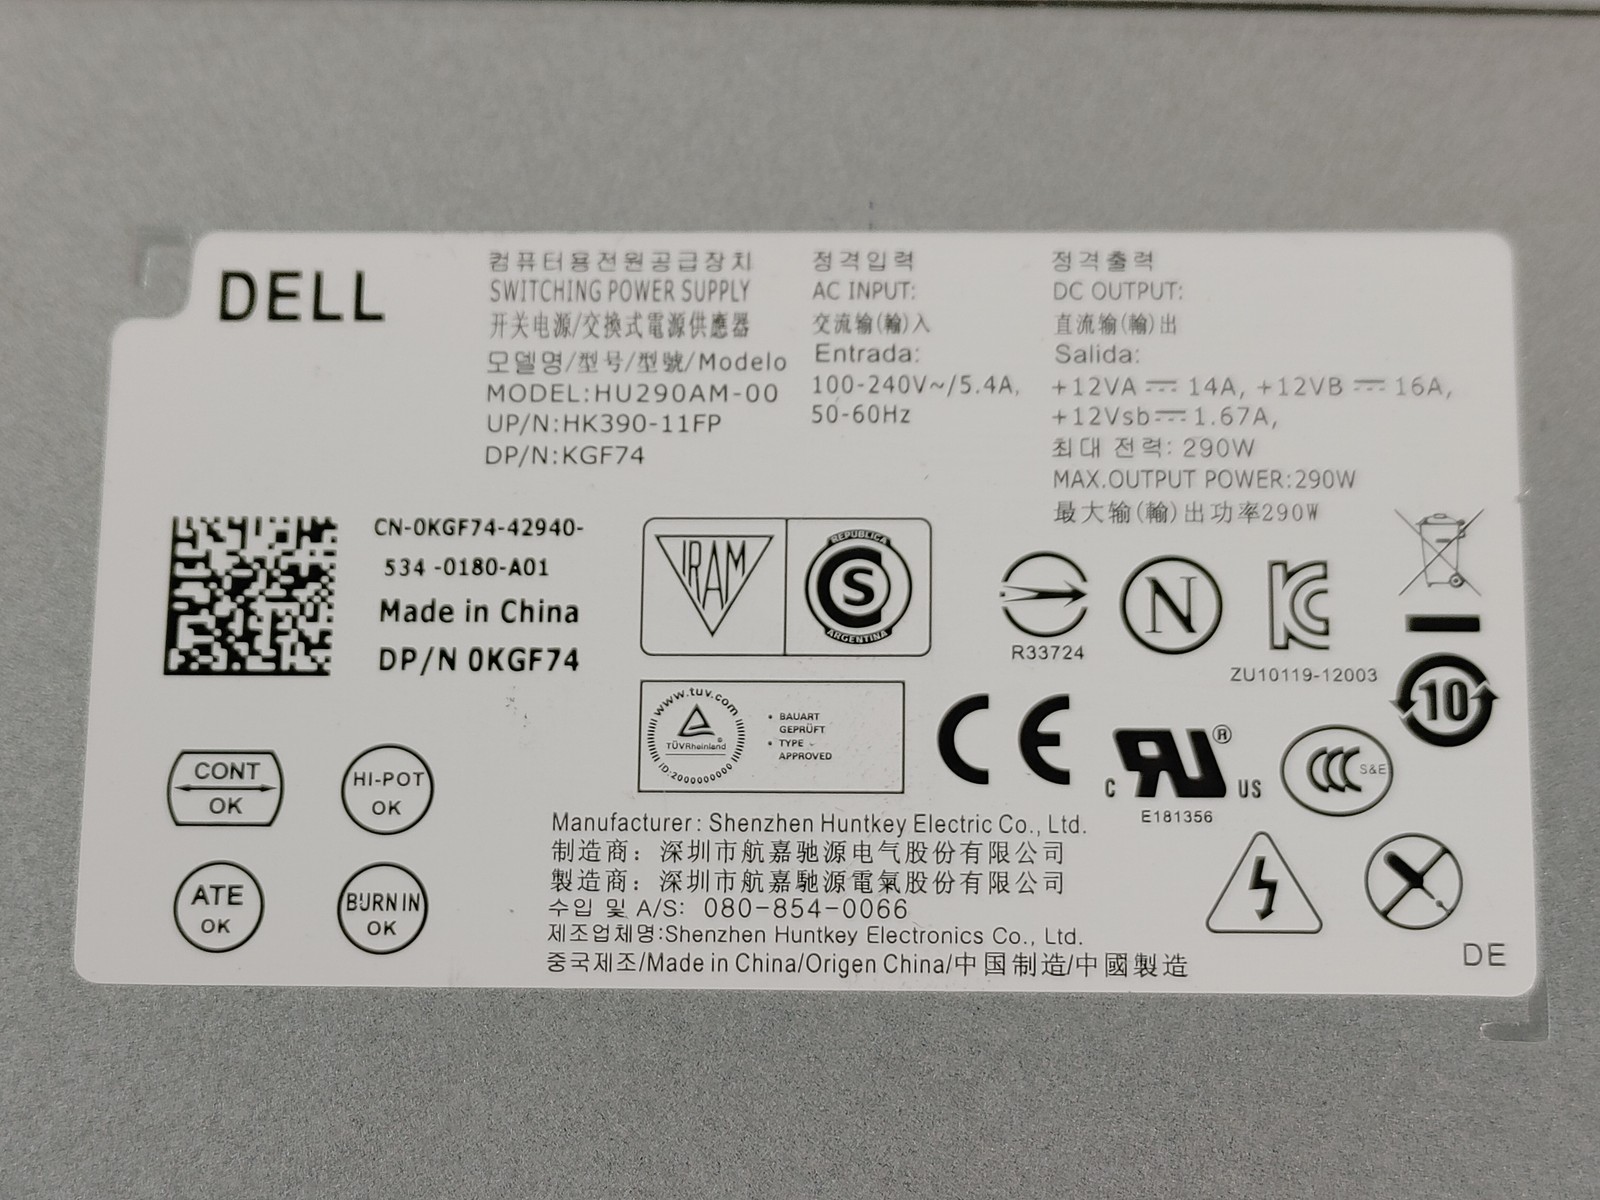 DELL
컴퓨터용전원공급장치
SWITCHING POWER SUPPLY
开关电源/交換式電源供應器
모델명/型号/型號/Modelo
MODEL:HU290AM-00
UP/N:HK390-11FP
DP/N:KGF74
정격입력
AC INPUT:
交流输(輸)入
Entrada:
100-240V~/5.4A,
50-60Hz
정격출력
DC OUTPUT:
直流输(輸)出
Salida:
+12VA ⎓ 14A, +12VB ⎓ 16A,
+12Vsb⎓1.67A,
최대 전력: 290W
MAX.OUTPUT POWER:290W
最大输(輸)出功率290W
CN-0KGF74-42940-
534 -0180-A01
Made in China
DP/N 0KGF74
IRAM
REPUBLICA
S
ARGENTINA
R33724
N
KC
ZU10119-12003
10
www.tuv.com
TÜVRheinland®
ID:2000000000
• BAUART
GEPRÜFT
• TYPE
APPROVED
CE
c RU® US
E181356
CCC S&E
CONT
OK
HI-POT
OK
ATE
OK
BURN IN
OK
Manufacturer: Shenzhen Huntkey Electric Co., Ltd.
制造商：深圳市航嘉驰源电气股份有限公司
製造商：深圳市航嘉馳源電氣股份有限公司
수입 및 A/S: 080-854-0066
제조업체명:Shenzhen Huntkey Electronics Co., Ltd.
중국제조/Made in China/Origen China/中国制造/中國製造
DE